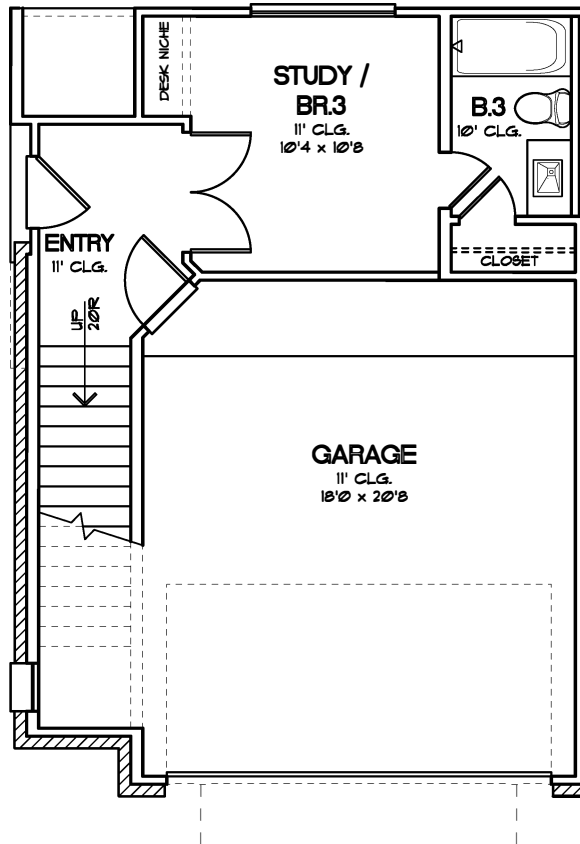 DESK NICHE
STUDY /
BR.3
11' CLG.
10'4 x 10'8
B.3
10' CLG.
ENTRY
11' CLG.
CLOSET
UP
20R
GARAGE
11' CLG.
18'0 x 20'8